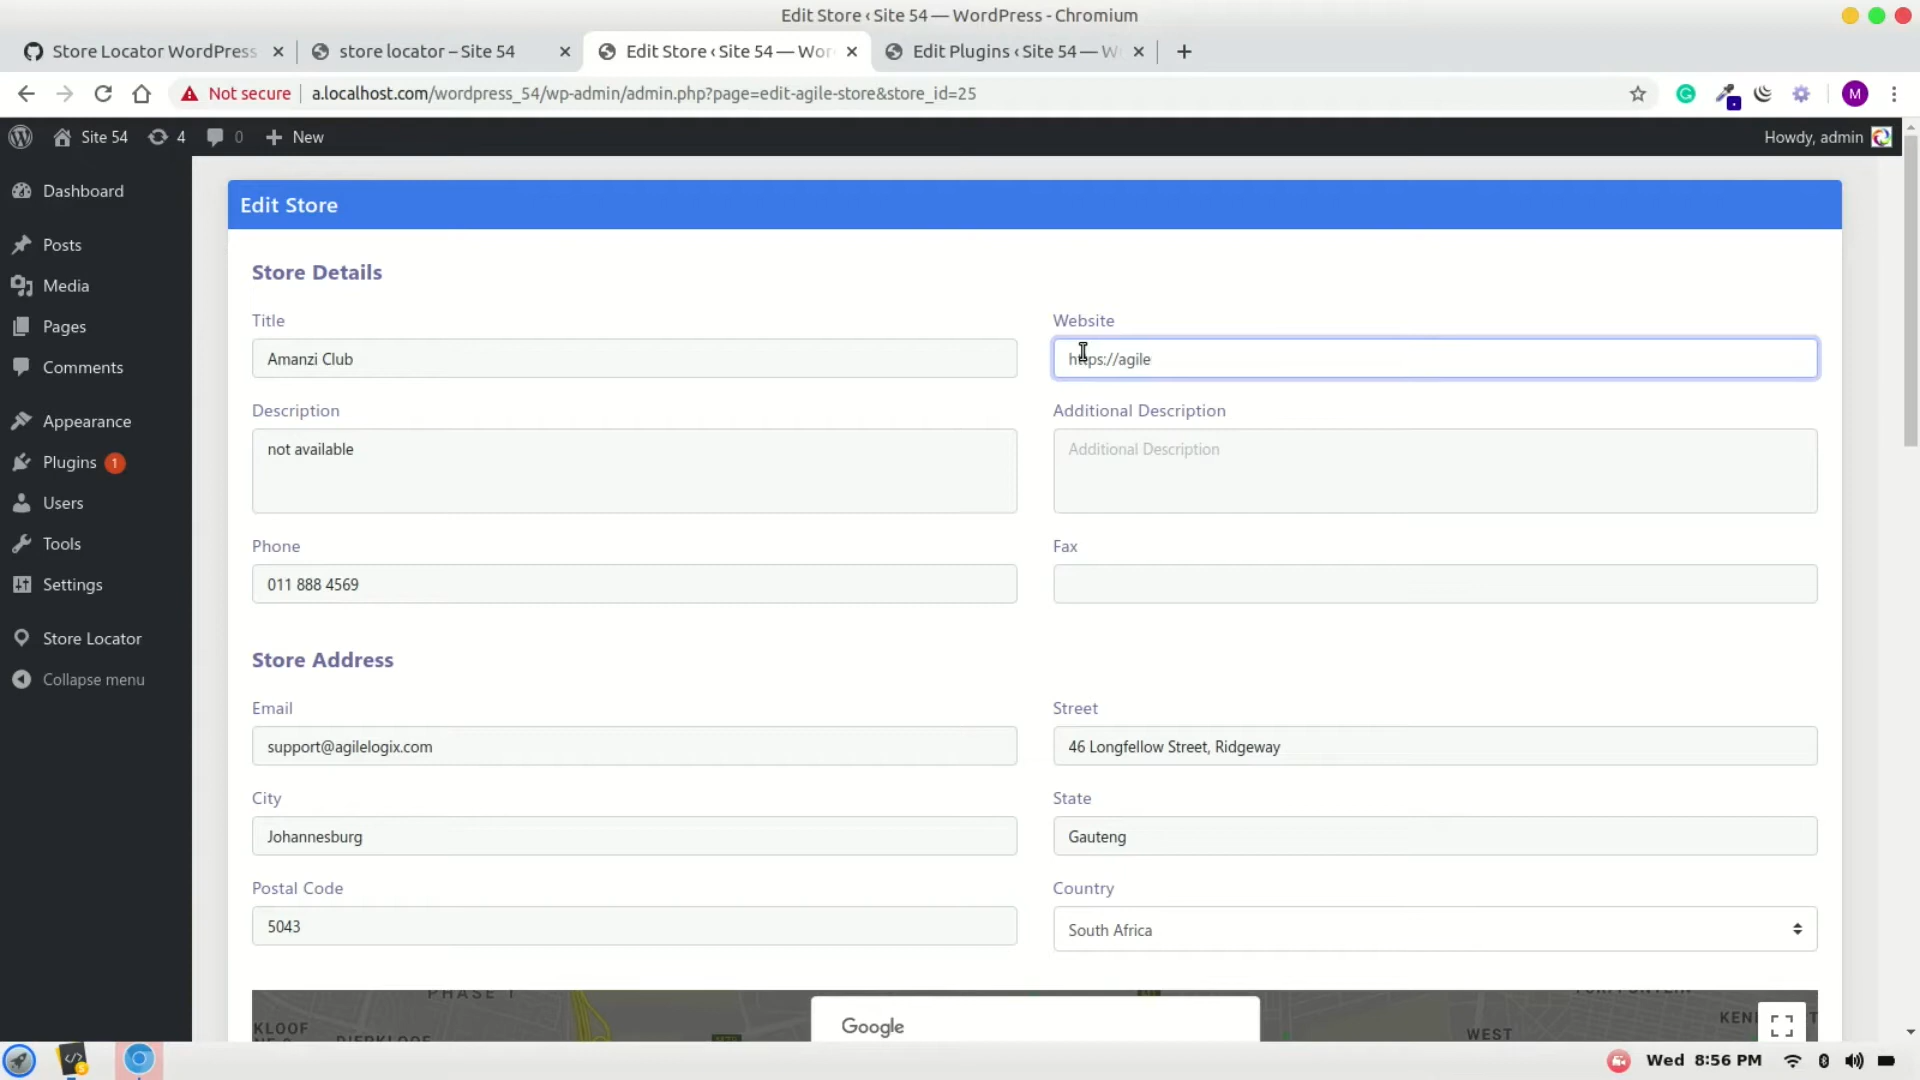 Edit Store ‹ Site 54 — WordPress - Chromium
Store Locator WordPress
store locator – Site 54
Edit Store ‹ Site 54 — Wor
Edit Plugins ‹ Site 54 — W
Not secure
a.localhost.com/wordpress_54/wp-admin/admin.php?page=edit-agile-store&store_id=25
M
Site 54
4
0
New
Howdy, admin
Dashboard
Posts
Media
Pages
Comments
Appearance
Plugins 1
Users
Tools
Settings
Store Locator
Collapse menu
Edit Store
Store Details
Title
Website
Amanzi Club
https://agile
Description
Additional Description
not available
Additional Description
Phone
Fax
011 888 4569
Store Address
Email
Street
support@agilelogix.com
46 Longfellow Street, Ridgeway
City
State
Johannesburg
Gauteng
Postal Code
Country
5043
South Africa
PHASE 1
KLOOF
Google
WEST
Wed 8:56 PM